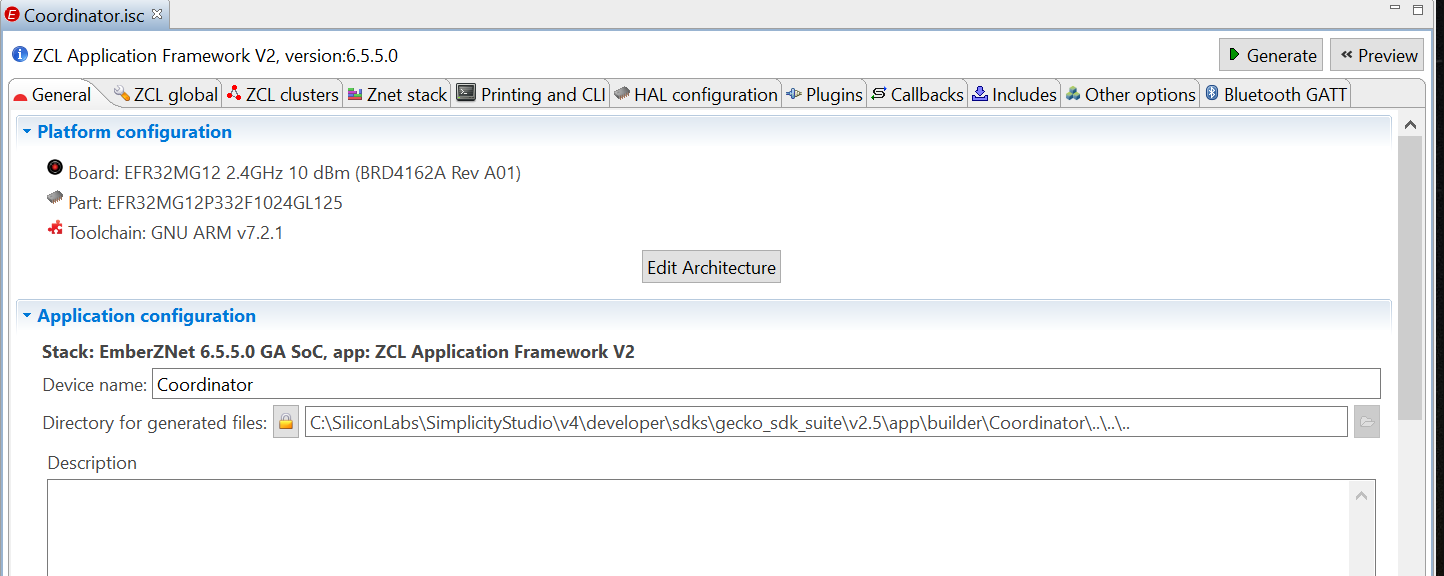 Coordinator.isc
ZCL Application Framework V2, version:6.5.5.0
Generate
Preview
General
ZCL global
ZCL clusters
Znet stack
Printing and CLI
HAL configuration
Plugins
Callbacks
Includes
Other options
Bluetooth GATT
Platform configuration
Board: EFR32MG12 2.4GHz 10 dBm (BRD4162A Rev A01)
Part: EFR32MG12P332F1024GL125
Toolchain: GNU ARM v7.2.1
Edit Architecture
Application configuration
Stack: EmberZNet 6.5.5.0 GA SoC, app: ZCL Application Framework V2
Device name: Coordinator
Directory for generated files: C:\SiliconLabs\SimplicityStudio\v4\developer\sdks\gecko_sdk_suite\v2.5\app\builder\Coordinator\..\..\..
Description